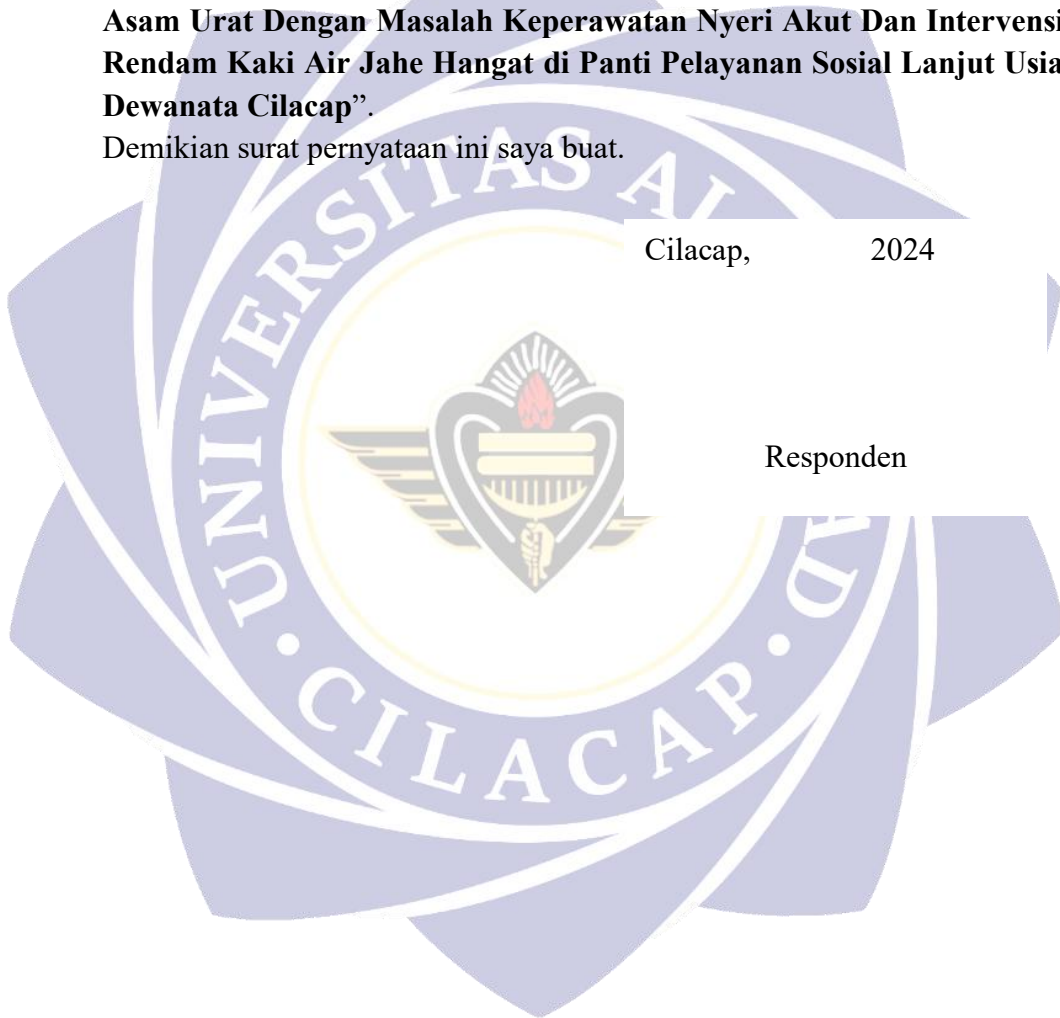 Asam Urat Dengan Masalah Keperawatan Nyeri Akut Dan Intervensi
Rendam Kaki Air Jahe Hangat di Panti Pelayanan Sosial Lanjut Usia
Dewanata Cilacap”.
Demikian surat pernyataan ini saya buat.
Cilacap, 2024
Responden
UNIVERSITAS
• CILACAP •